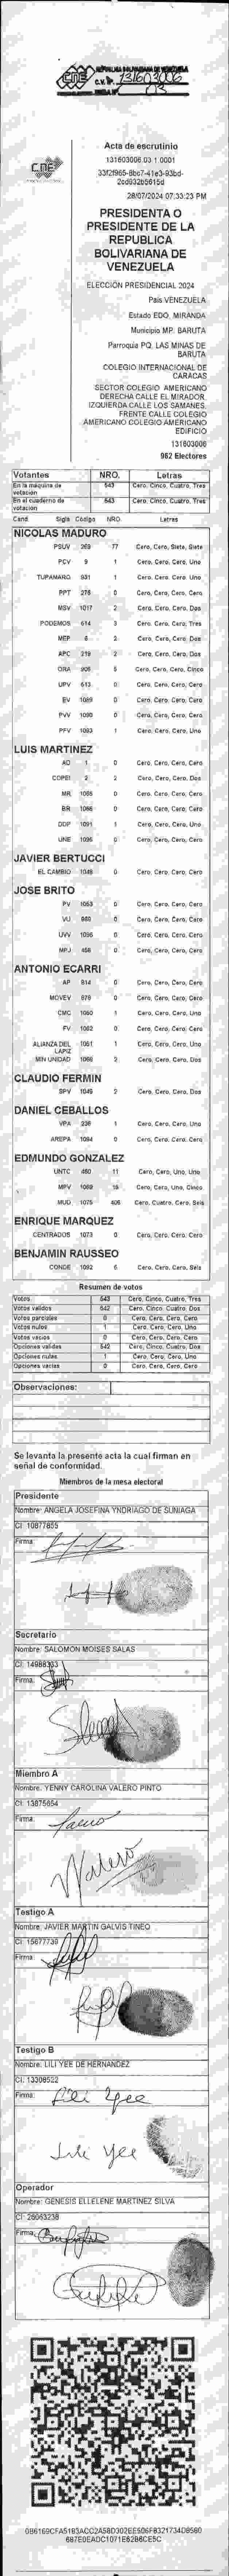 CNE
REPÚBLICA BOLIVARIANA DE VENEZUELA
C.V. Nº 131603006
MESA Nº 03
CNE
Acta de escrutinio
131603006.03.1.0001
28/07/2024 07:33:23 PM
PRESIDENTA O
PRESIDENTE DE LA
REPUBLICA
BOLIVARIANA DE
VENEZUELA
ELECCIÓN PRESIDENCIAL 2024
País VENEZUELA
Estado EDO. MIRANDA
Municipio MP. BARUTA
Parroquia PQ. LAS MINAS DE
BARUTA
COLEGIO INTERNACIONAL DE
CARACAS
SECTOR COLEGIO AMERICANO
DERECHA CALLE EL MIRADOR.
IZQUIERDA CALLE LOS SAMANES.
FRENTE CALLE COLEGIO
AMERICANO COLEGIO AMERICANO
EDIFICIO
131603006
962 Electores
Votantes NRO. Letras
En la máquina de votación 543 Cero, Cinco, Cuatro, Tres
En el cuaderno de votación 543 Cero, Cinco, Cuatro, Tres
Cand Sigla Código NRO Letras
NICOLAS MADURO
PSUV 269 77 Cero, Cero, Siete, Siete
PCV 9 1 Cero, Cero, Cero, Uno
TUPAMARO 931 1 Cero, Cero, Cero, Uno
PPT 276 0 Cero, Cero, Cero, Cero
MSV 1017 2 Cero, Cero, Cero, Dos
PODEMOS 614 3 Cero, Cero, Cero, Tres
MEP 6 2 Cero, Cero, Cero, Dos
APC 219 2 Cero, Cero, Cero, Dos
ORA 906 5 Cero, Cero, Cero, Cinco
UPV 613 0 Cero, Cero, Cero, Cero
EV 1089 0 Cero, Cero, Cero, Cero
PVV 1090 0 Cero, Cero, Cero, Cero
PFV 1093 1 Cero, Cero, Cero, Uno
LUIS MARTINEZ
AD 1 0 Cero, Cero, Cero, Cero
COPEI 2 2 Cero, Cero, Cero, Dos
MR 1065 0 Cero, Cero, Cero, Cero
BR 1066 0 Cero, Cero, Cero, Cero
DDP 1091 1 Cero, Cero, Cero, Uno
UNE 1096 0 Cero, Cero, Cero, Cero
JAVIER BERTUCCI
EL CAMBIO 1048 0 Cero, Cero, Cero, Cero
JOSE BRITO
PV 1053 0 Cero, Cero, Cero, Cero
VU 960 0 Cero, Cero, Cero, Cero
UVV 1096 0 Cero, Cero, Cero, Cero
MPJ 456 0 Cero, Cero, Cero, Cero
ANTONIO ECARRI
AP 814 0 Cero, Cero, Cero, Cero
MOVEV 979 0 Cero, Cero, Cero, Cero
CMC 1060 1 Cero, Cero, Cero, Uno
FV 1062 0 Cero, Cero, Cero, Cero
ALIANZA DEL LAPIZ 1061 1 Cero, Cero, Cero, Uno
MIN UNIDAD 1069 2 Cero, Cero, Cero, Dos
CLAUDIO FERMIN
SPV 1049 2 Cero, Cero, Cero, Dos
DANIEL CEBALLOS
VPA 238 1 Cero, Cero, Cero, Uno
AREPA 1094 0 Cero, Cero, Cero, Cero
EDMUNDO GONZALEZ
UNTC 460 11 Cero, Cero, Uno, Uno
MPV 1068 15 Cero, Cero, Uno, Cinco
MUD 1075 406 Cero, Cuatro, Cero, Seis
ENRIQUE MARQUEZ
CENTRADOS 1073 0 Cero, Cero, Cero, Cero
BENJAMIN RAUSSEO
CONDE 1092 6 Cero, Cero, Cero, Seis
Resumen de votos
Votos 543 Cero, Cinco, Cuatro, Tres
Votos validos 542 Cero, Cinco, Cuatro, Dos
Votos parciales 0 Cero, Cero, Cero, Cero
Votos nulos 1 Cero, Cero, Cero, Uno
Votos vacios 0 Cero, Cero, Cero, Cero
Opciones validas 542 Cero, Cinco, Cuatro, Dos
Opciones nulas 1 Cero, Cero, Cero, Uno
Opciones vacias 0 Cero, Cero, Cero, Cero
Observaciones:
Se levanta la presente acta la cual firman en
señal de conformidad.
Miembros de la mesa electoral
Presidente
Nombre: ANGELA JOSEFINA YNDRIAGO DE SUNIAGA
CI: 10877855
Firma:
Secretario
Nombre: SALOMON MOISES SALAS
CI: 14988333
Firma:
Miembro A
Nombre: YENNY CAROLINA VALERO PINTO
CI: 13875654
Firma:
Valero
Testigo A
Nombre: JAVIER MARTIN GALVIS TINEO
CI: 15677739
Firma:
Testigo B
Nombre: LILI YEE DE HERNANDEZ
CI: 13308522
Firma: Lili Yee
Lili Yee
Operador
Nombre: GENESIS ELLELENE MARTINEZ SILVA
CI: 26063238
Firma: